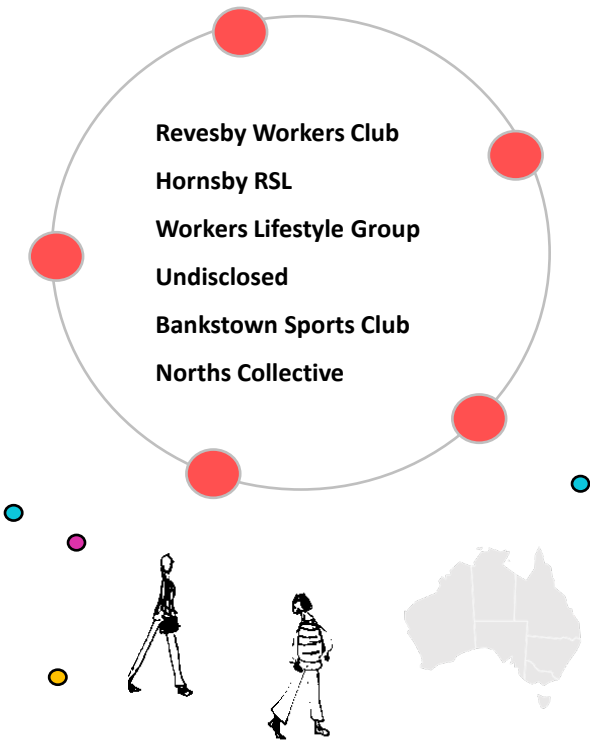 Revesby Workers Club
Hornsby RSL
Workers Lifestyle Group
Undisclosed
Bankstown Sports Club
Norths Collective